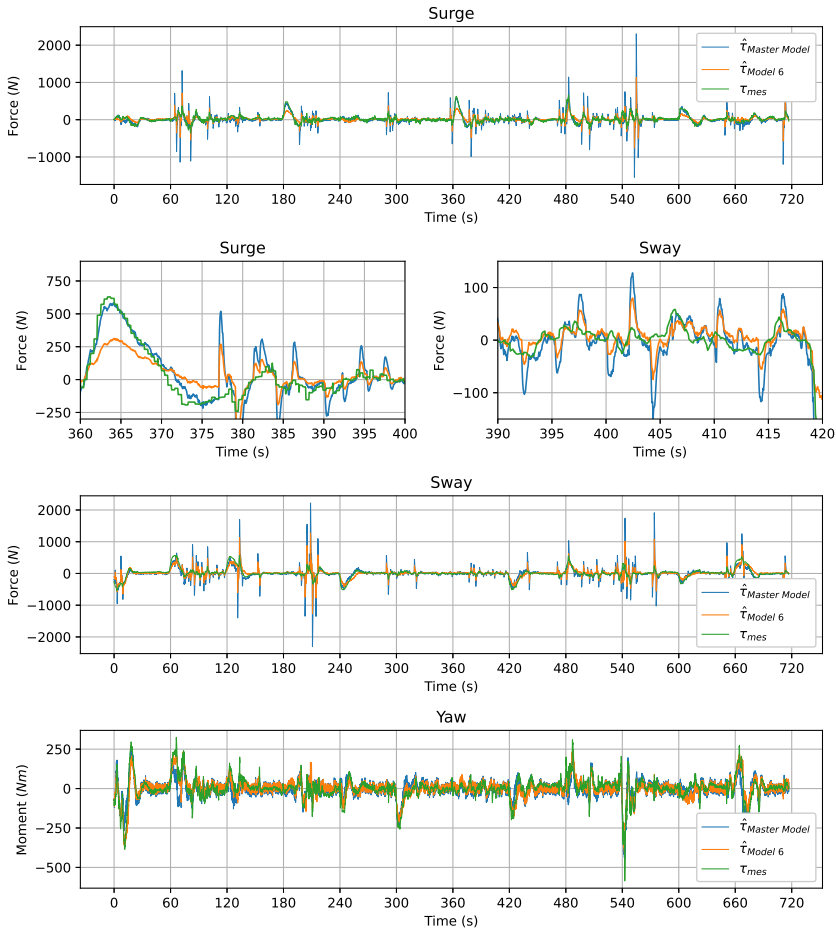 Surge
2000
1000
0
−1000
Force (N)
τ̂Master Model
τ̂Model 6
τmes
0 60 120 180 240 300 360 420 480 540 600 660 720
Time (s)
Surge
750
500
250
0
−250
Force (N)
360 365 370 375 380 385 390 395 400
Time (s)
Sway
100
0
−100
Force (N)
390 395 400 405 410 415 420
Time (s)
Sway
2000
1000
0
−1000
−2000
Force (N)
τ̂Master Model
τ̂Model 6
τmes
0 60 120 180 240 300 360 420 480 540 600 660 720
Time (s)
Yaw
250
0
−250
−500
Moment (Nm)
τ̂Master Model
τ̂Model 6
τmes
0 60 120 180 240 300 360 420 480 540 600 660 720
Time (s)